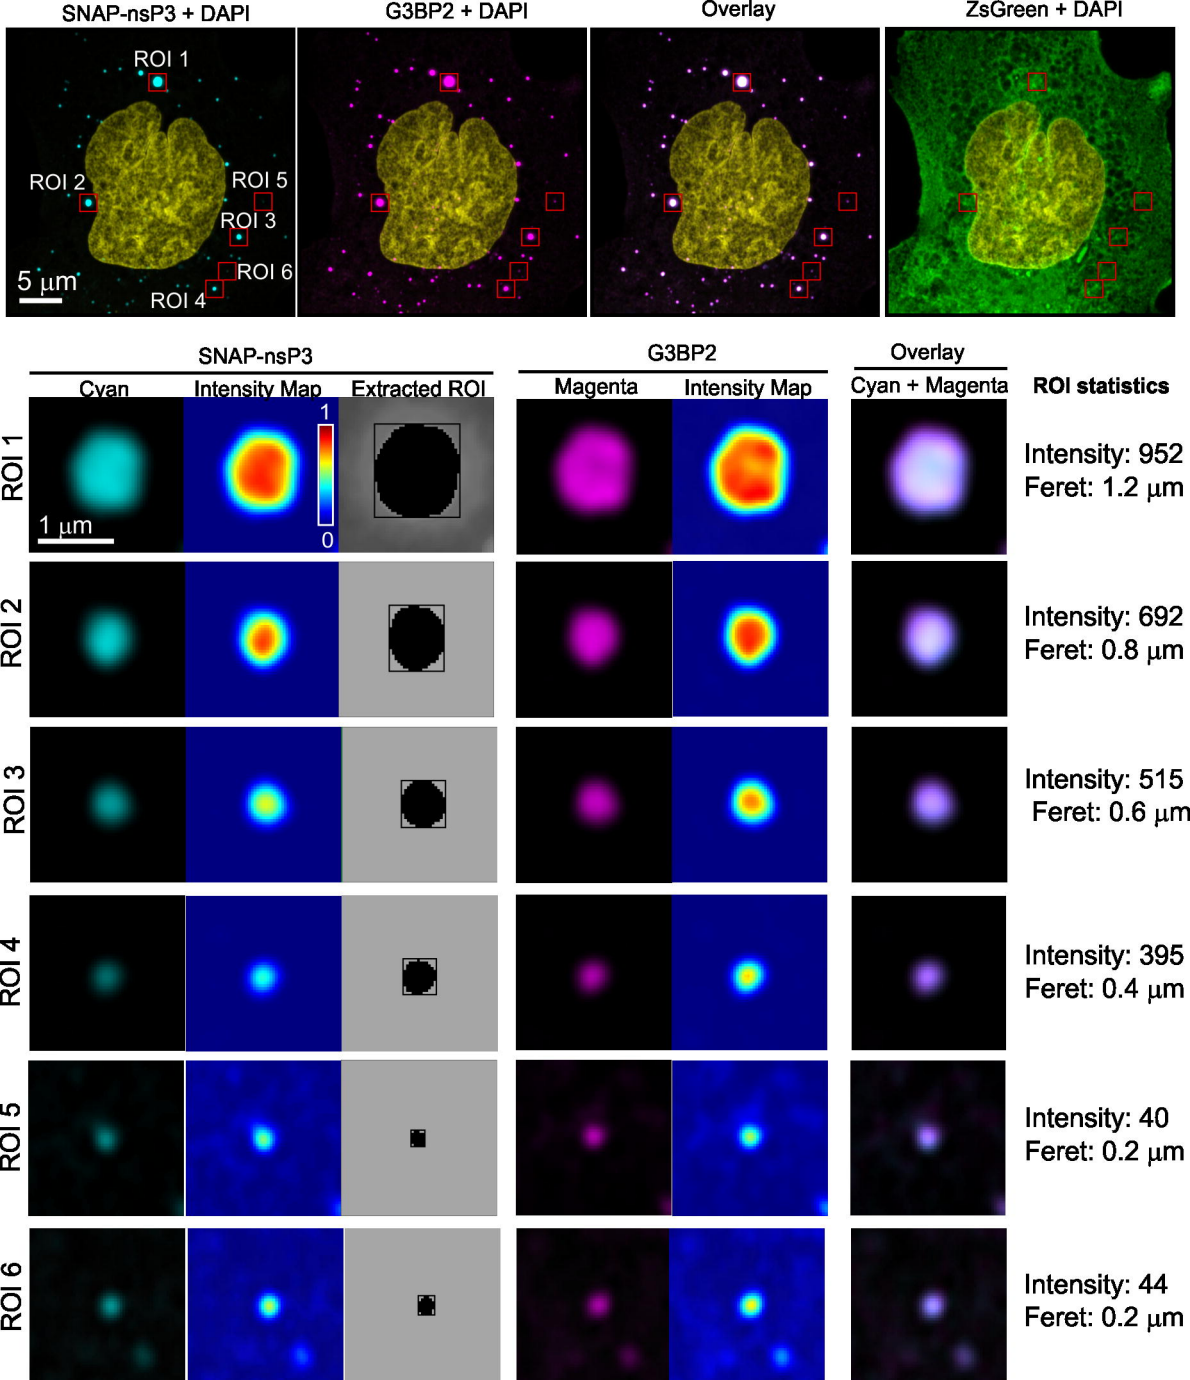 SNAP-nsP3 + DAPI
G3BP2 + DAPI
Overlay
ZsGreen + DAPI
ROI 1
ROI 2
ROI 5
ROI 3
ROI 6
ROI 4
5 μm
SNAP-nsP3
G3BP2
Overlay
Cyan
Intensity Map
Extracted ROI
Magenta
Intensity Map
Cyan + Magenta
ROI statistics
ROI 1
1 μm
1
0
Intensity: 952
Feret: 1.2 μm
ROI 2
Intensity: 692
Feret: 0.8 μm
ROI 3
Intensity: 515
Feret: 0.6 μm
ROI 4
Intensity: 395
Feret: 0.4 μm
ROI 5
Intensity: 40
Feret: 0.2 μm
ROI 6
Intensity: 44
Feret: 0.2 μm